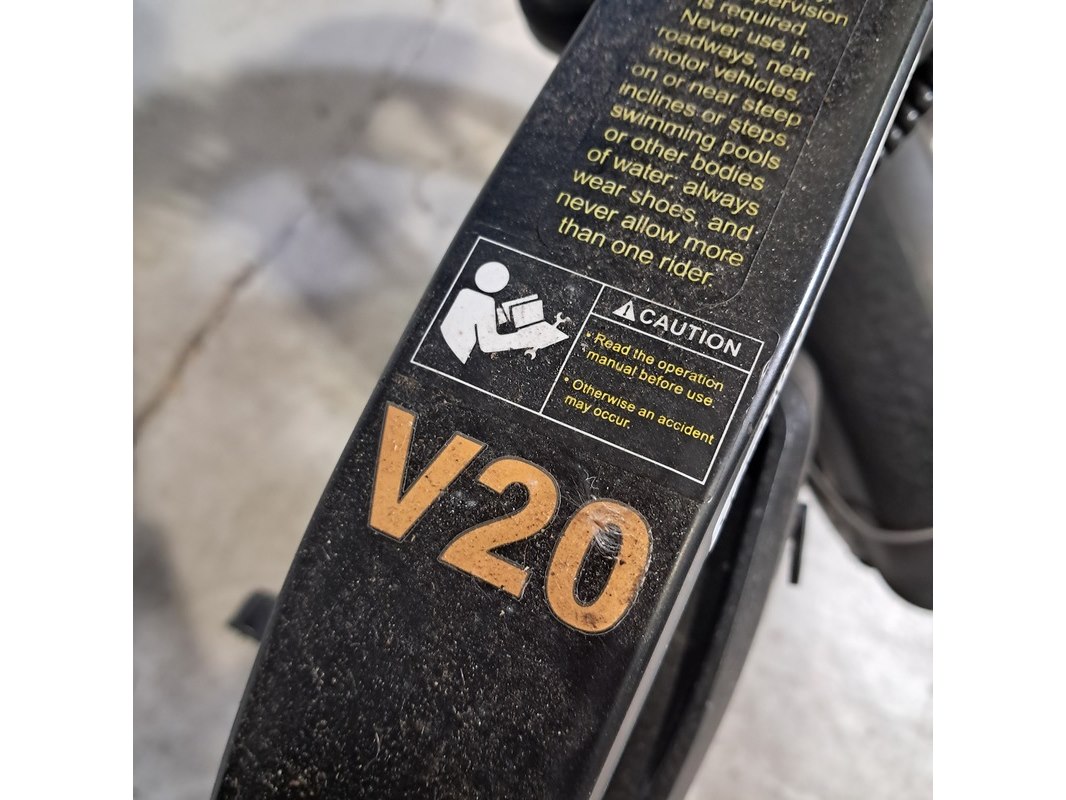 supervision
is required.
Never use in
roadways, near
motor vehicles,
on or near steep
inclines or steps,
swimming pools
or other bodies
of water, always
wear shoes, and
never allow more
than one rider.
CAUTION
• Read the operation
manual before use.
• Otherwise an accident
may occur.
V20